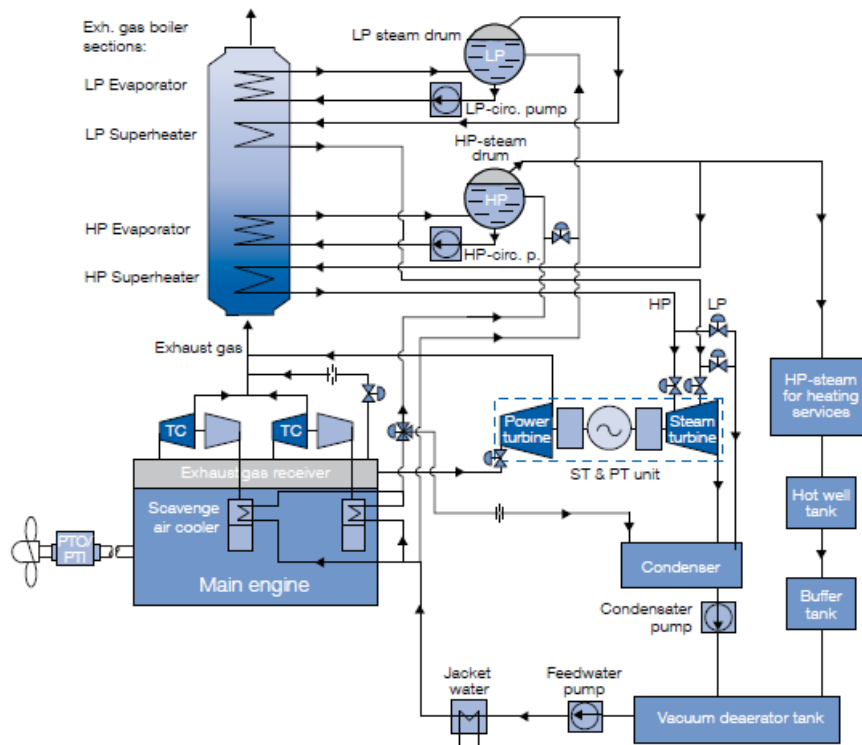 Exh. gas boiler
sections:
LP Evaporator
LP Superheater
HP Evaporator
HP Superheater
LP steam drum
LP
LP-circ. pump
HP-steam
drum
HP
HP-circ. p.
HP
LP
Exhaust gas
TC
TC
Exhaust gas receiver
Scavenge
air cooler
Main engine
PTO/
PTI
Power
turbine
Steam
turbine
ST & PT unit
HP-steam
for heating
services
Hot well
tank
Buffer
tank
Condenser
Condensater
pump
Jacket
water
Feedwater
pump
Vacuum deaerator tank